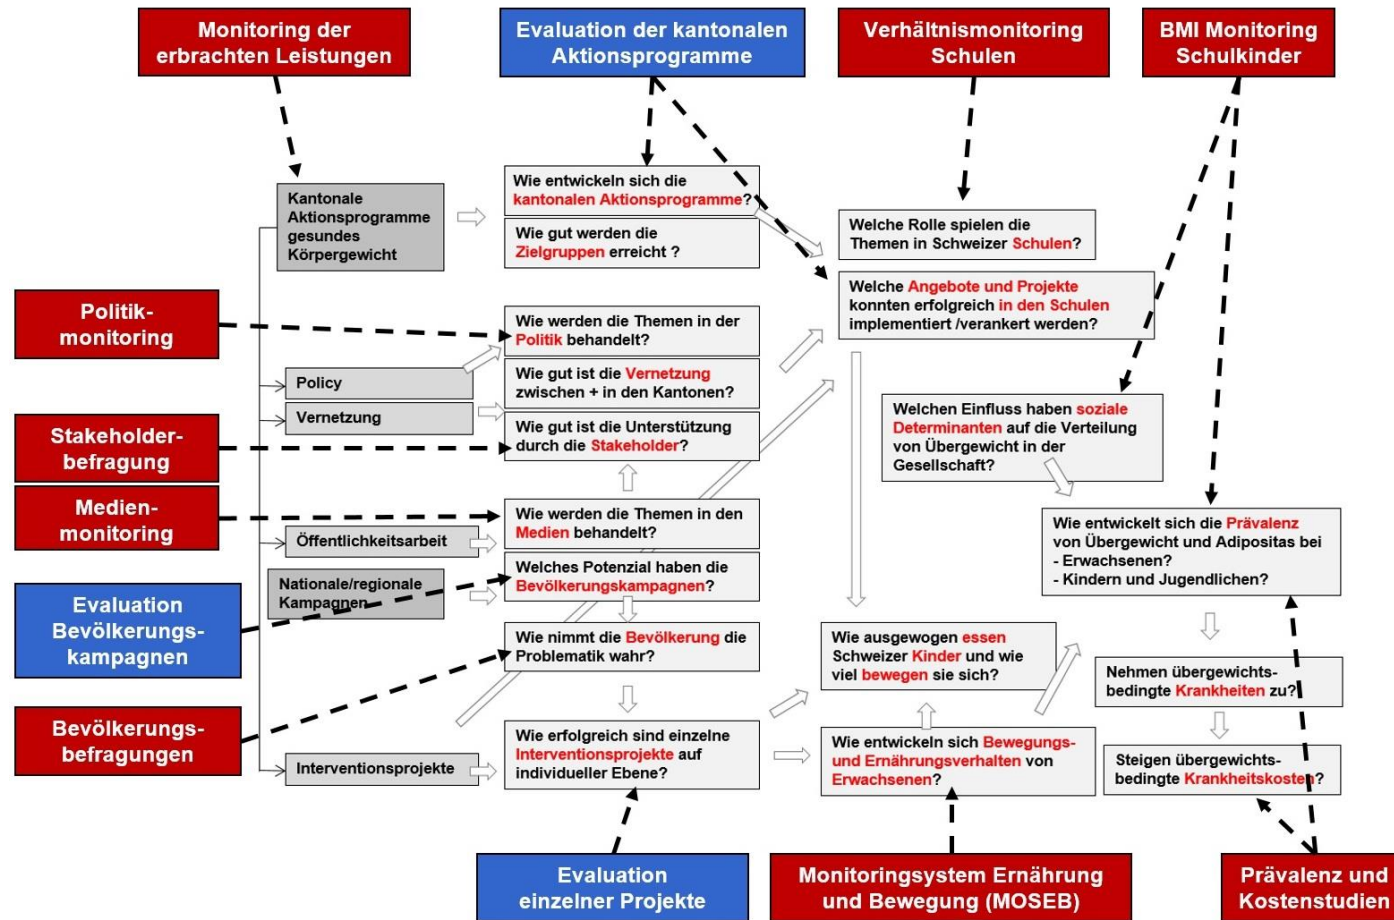 Monitoring der
erbrachten Leistungen
Evaluation der kantonalen
Aktionsprogramme
Verhältnismonitoring
Schulen
BMI Monitoring
Schulkinder
Kantonale
Aktionsprogramme
gesundes
Körpergewicht
Wie entwickeln sich die
kantonalen Aktionsprogramme?
Wie gut werden die
Zielgruppen erreicht ?
Welche Rolle spielen die
Themen in Schweizer Schulen?
Welche Angebote und Projekte
konnten erfolgreich in den Schulen
implementiert /verankert werden?
Politik-
monitoring
Wie werden die Themen in der
Politik behandelt?
Policy
Wie gut ist die Vernetzung
zwischen + in den Kantonen?
Vernetzung
Welchen Einfluss haben soziale
Determinanten auf die Verteilung
von Übergewicht in der
Gesellschaft?
Stakeholder-
befragung
Wie gut ist die Unterstützung
durch die Stakeholder?
Medien-
monitoring
Wie werden die Themen in den
Medien behandelt?
Öffentlichkeitsarbeit
Wie entwickelt sich die Prävalenz
von Übergewicht und Adipositas bei
- Erwachsenen?
- Kindern und Jugendlichen?
Nationale/regionale
Kampagnen
Welches Potenzial haben die
Bevölkerungskampagnen?
Evaluation
Bevölkerungs-
kampagnen
Wie nimmt die Bevölkerung die
Problematik wahr?
Wie ausgewogen essen
Schweizer Kinder und wie
viel bewegen sie sich?
Nehmen übergewichts-
bedingte Krankheiten zu?
Bevölkerungs-
befragungen
Interventionsprojekte
Wie erfolgreich sind einzelne
Interventionsprojekte auf
individueller Ebene?
Wie entwickeln sich Bewegungs-
und Ernährungsverhalten von
Erwachsenen?
Steigen übergewichts-
bedingte Krankheitskosten?
Evaluation
einzelner Projekte
Monitoringsystem Ernährung
und Bewegung (MOSEB)
Prävalenz und
Kostenstudien